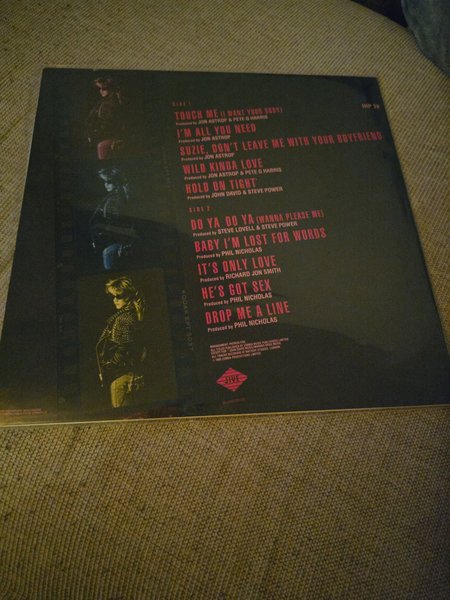 SIDE 1
HIP 39
TOUCH ME (I WANT YOUR BODY)
Produced by JON ASTROP & PETE Q HARRIS
I'M ALL YOU NEED
Produced by JON ASTROP
SUZIE, DON'T LEAVE ME WITH YOUR BOYFRIEND
Produced by JON ASTROP
WILD KINDA LOVE
Produced by JON ASTROP & PETE Q HARRIS
HOLD ON TIGHT
Produced by JOHN DAVID & STEVE POWER
SIDE 2
DO YA, DO YA (WANNA PLEASE ME)
Produced by STEVE LOVELL & STEVE POWER
BABY I'M LOST FOR WORDS
Produced by PHIL NICHOLAS
IT'S ONLY LOVE
Produced by RICHARD JON SMITH
HE'S GOT SEX
Produced by PHIL NICHOLAS
DROP ME A LINE
Produced by PHIL NICHOLAS
JIVE